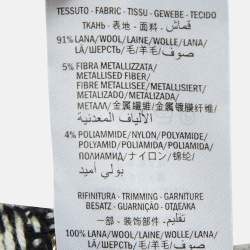 TESSUTO - FABRIC - TISSU - GEWEBE - TECIDO
ТКАНЬ - 表地 - 面料 - قماش
91% LANA/WOOL/LAINE/WOLLE/LANA/
LÃ/ШЕРСТЬ/毛/羊毛/صوف
5% FIBRA METALLIZZATA/
METALLISED FIBER/
FIBRE METALLISEE/METALLISIERT/
METALIZADO/METALIZADA/
МЕТАЛЛ/金属繊維/金属镀膜纤维/
الألياف المعدنية
4% POLIAMMIDE/NYLON/POLYAMIDE/
POLYAMID/POLIAMIDA/POLIAMIDA/
ПОЛИАМИД/ナイロン/锦纶/
بولي أميد
RIFINITURA - TRIMMING - GARNITURE
BESATZ - GUARNIÇÃO - ОТДЕЛКА
一部 - 装饰部件 - تقليم
100% LANA/WOOL/LAINE/WOLLE/LANA/
LÃ/ШЕРСТЬ/毛/羊毛/صوف